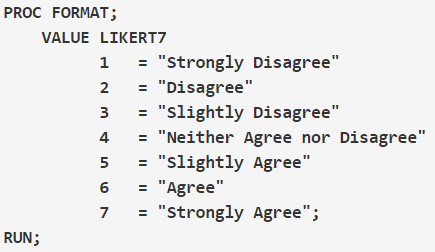 PROC FORMAT;
VALUE LIKERT7
1 = "Strongly Disagree"
2 = "Disagree"
3 = "Slightly Disagree"
4 = "Neither Agree nor Disagree"
5 = "Slightly Agree"
6 = "Agree"
7 = "Strongly Agree";
RUN;